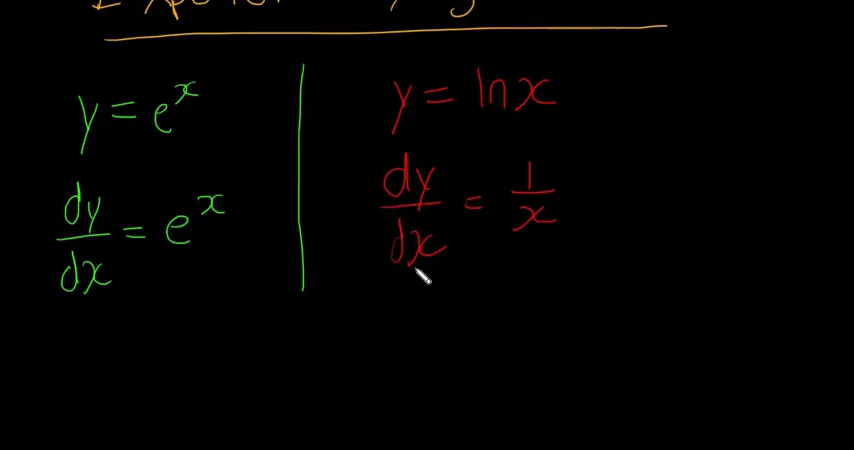 y = e^x
dy/dx = e^x
y = ln x
dy/dx = 1/x